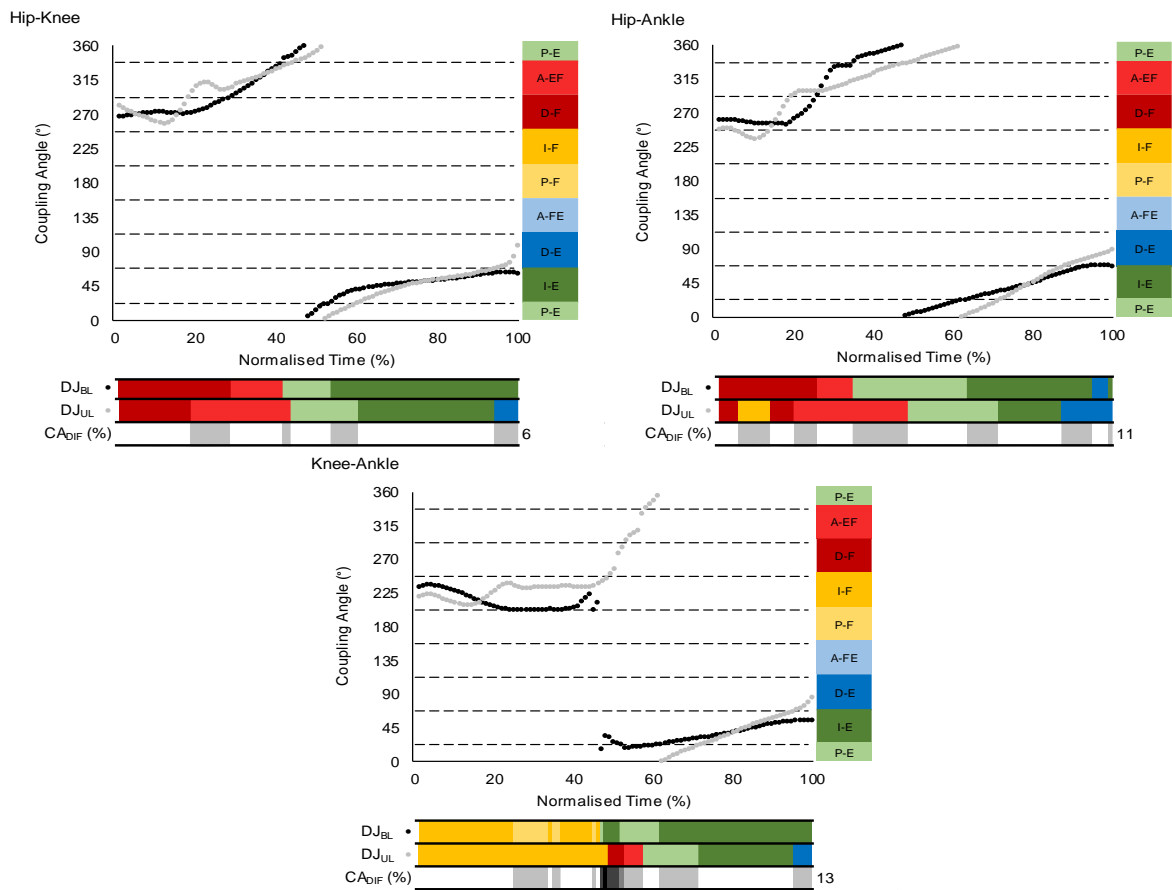 Hip-Knee
360
315
270
225
180
135
90
45
0
Coupling Angle (°)
P-E
A-EF
D-F
I-F
P-F
A-FE
D-E
I-E
P-E
0 20 40 60 80 100
Normalised Time (%)
DJBL
DJUL
CADIF (%) 6
Hip-Ankle
360
315
270
225
180
135
90
45
0
Coupling Angle (°)
P-E
A-EF
D-F
I-F
P-F
A-FE
D-E
I-E
P-E
0 20 40 60 80 100
Normalised Time (%)
DJBL
DJUL
CADIF (%) 11
Knee-Ankle
360
315
270
225
180
135
90
45
0
Coupling Angle (°)
P-E
A-EF
D-F
I-F
P-F
A-FE
D-E
I-E
P-E
0 20 40 60 80 100
Normalised Time (%)
DJBL
DJUL
CADIF (%) 13